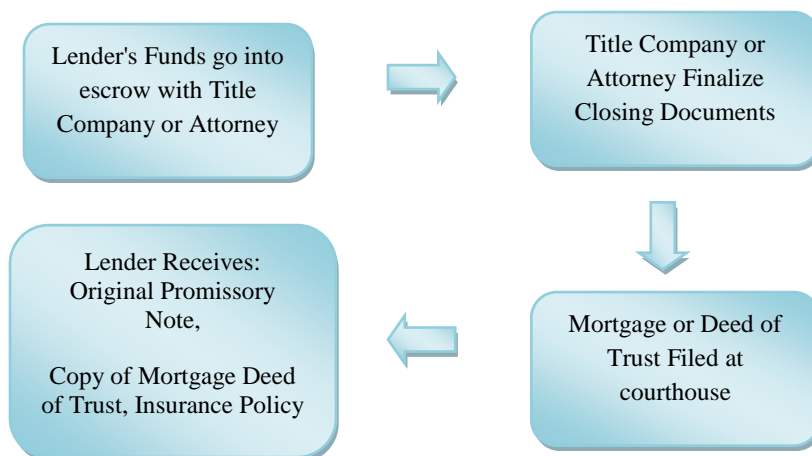 Lender's Funds go into
escrow with Title
Company or Attorney
Title Company or
Attorney Finalize
Closing Documents
Mortgage or Deed of
Trust Filed at
courthouse
Lender Receives:
Original Promissory
Note,
Copy of Mortgage Deed
of Trust, Insurance Policy